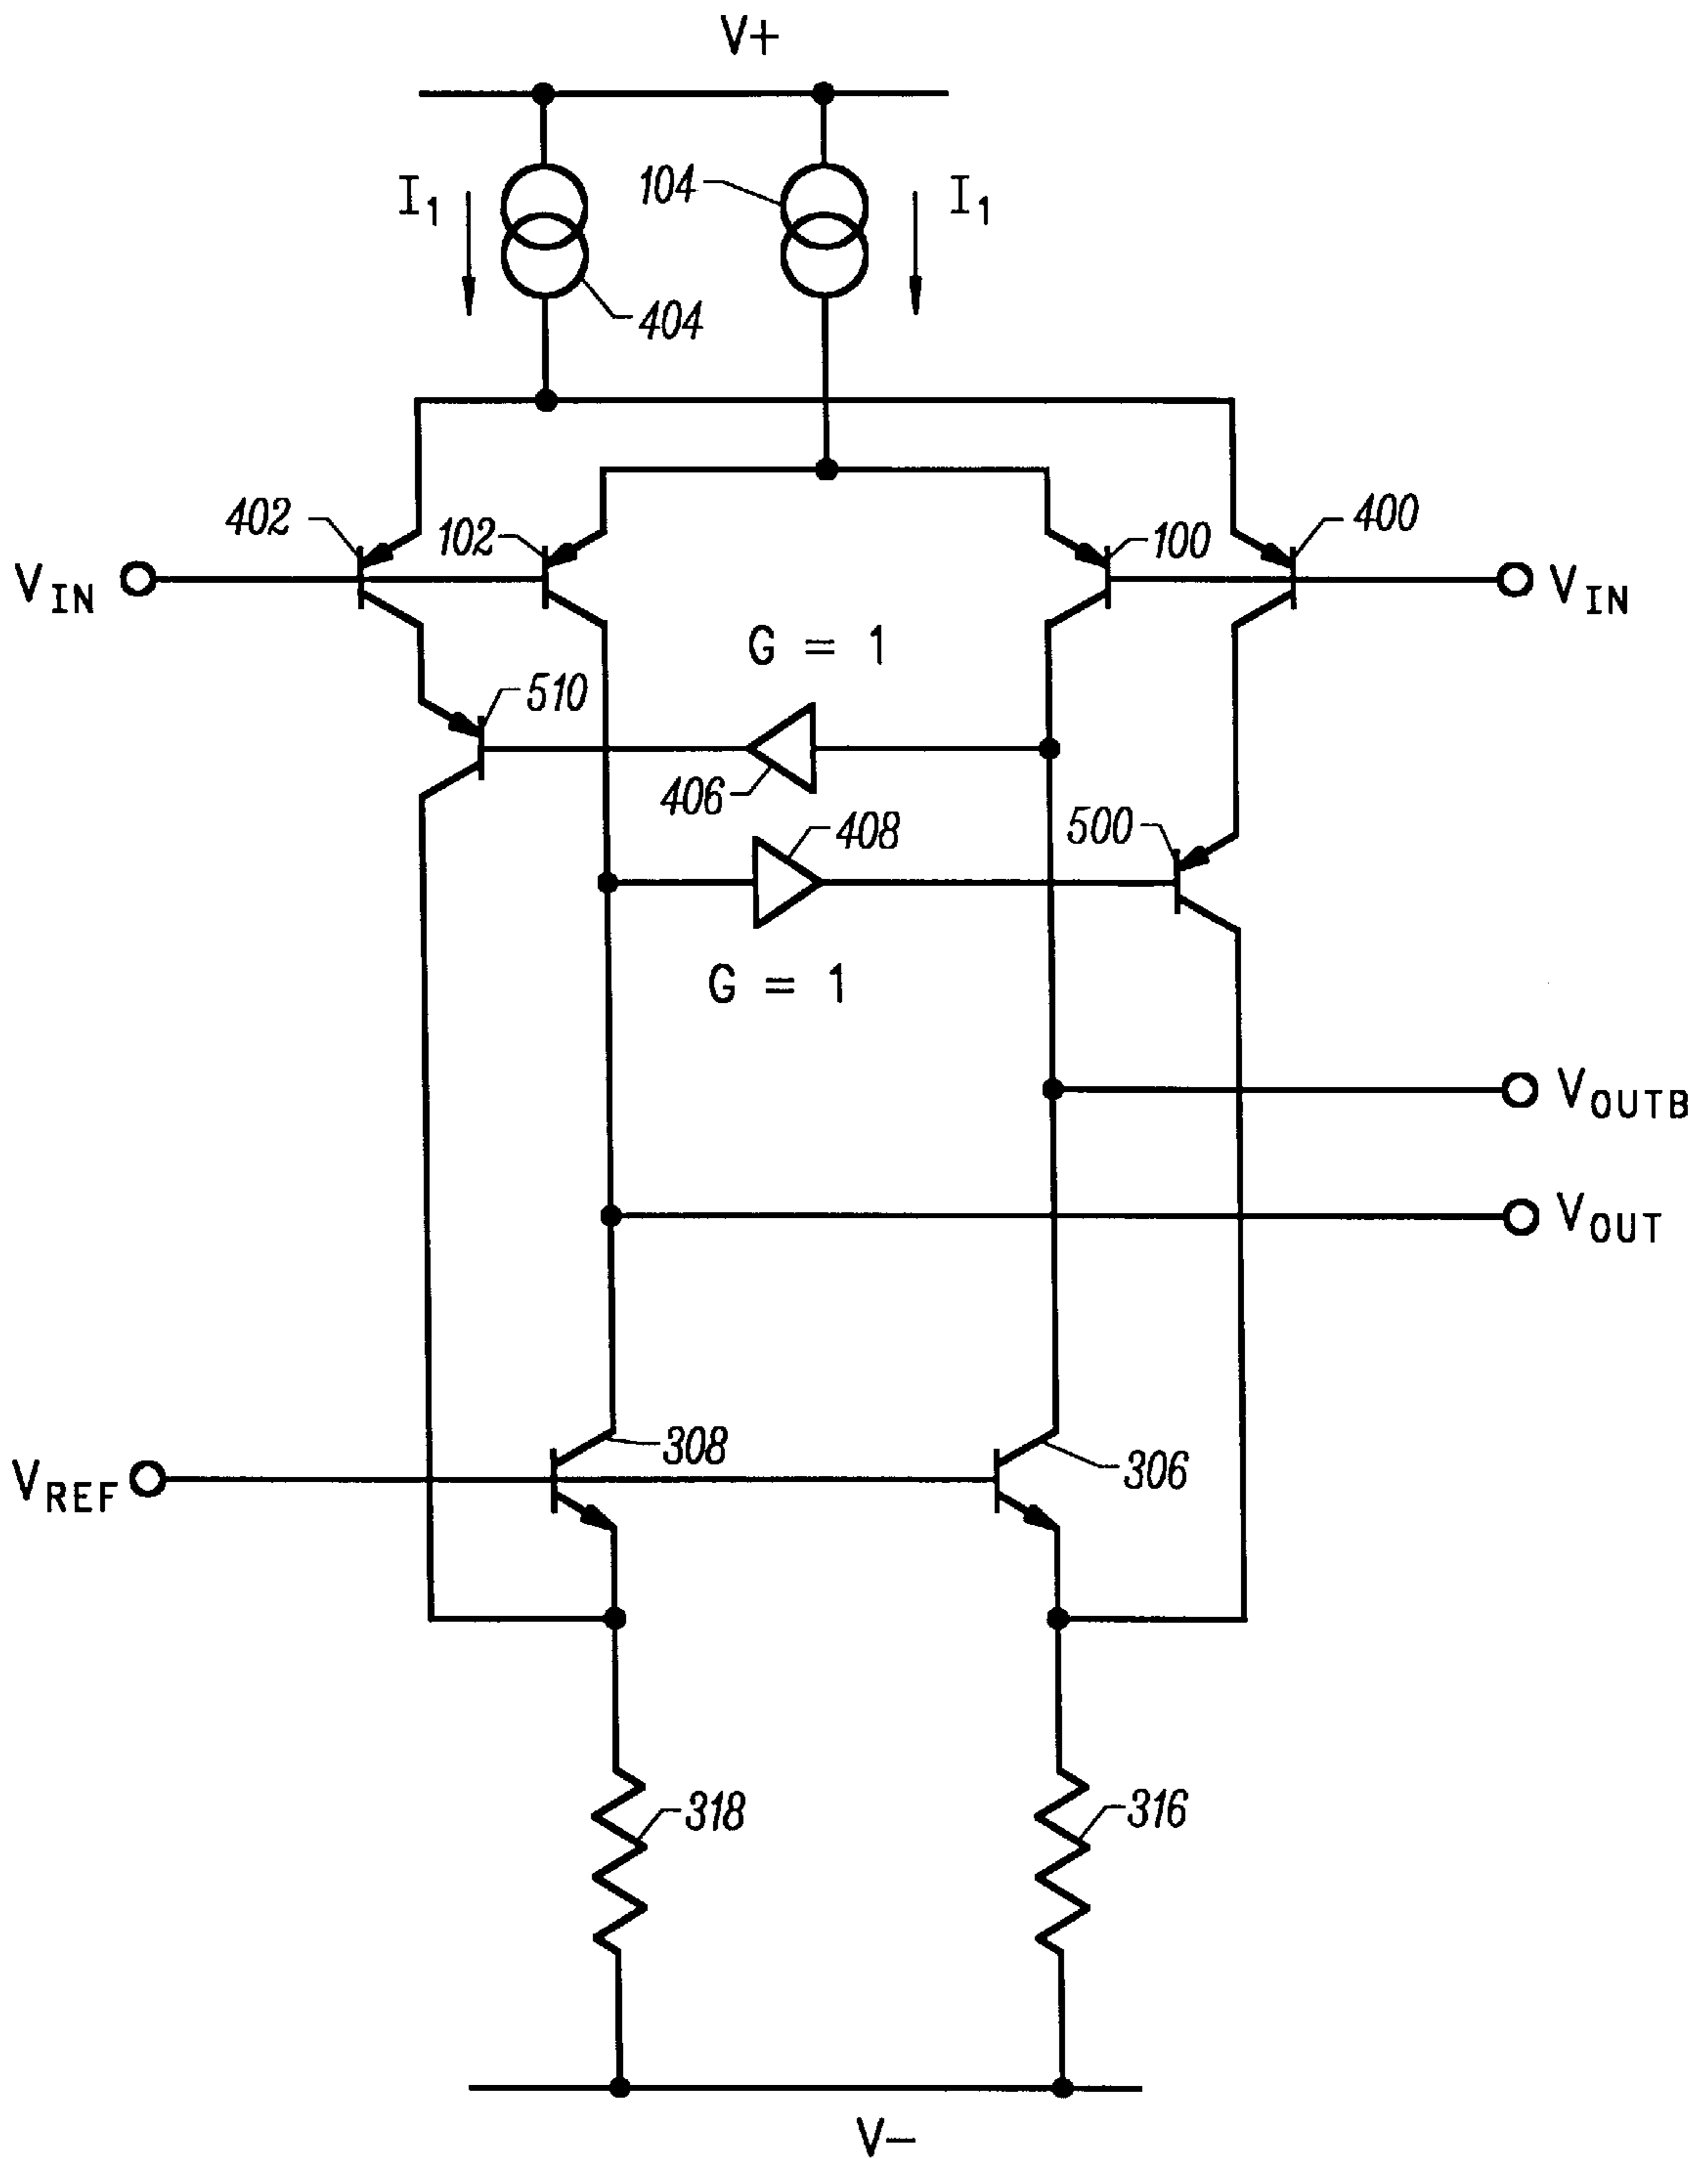 V+
I1
104
I1
404
402
102
100
400
VIN
VIN
G = 1
510
406
408
500
G = 1
VOUTB
VOUT
308
306
VREF
318
316
V−